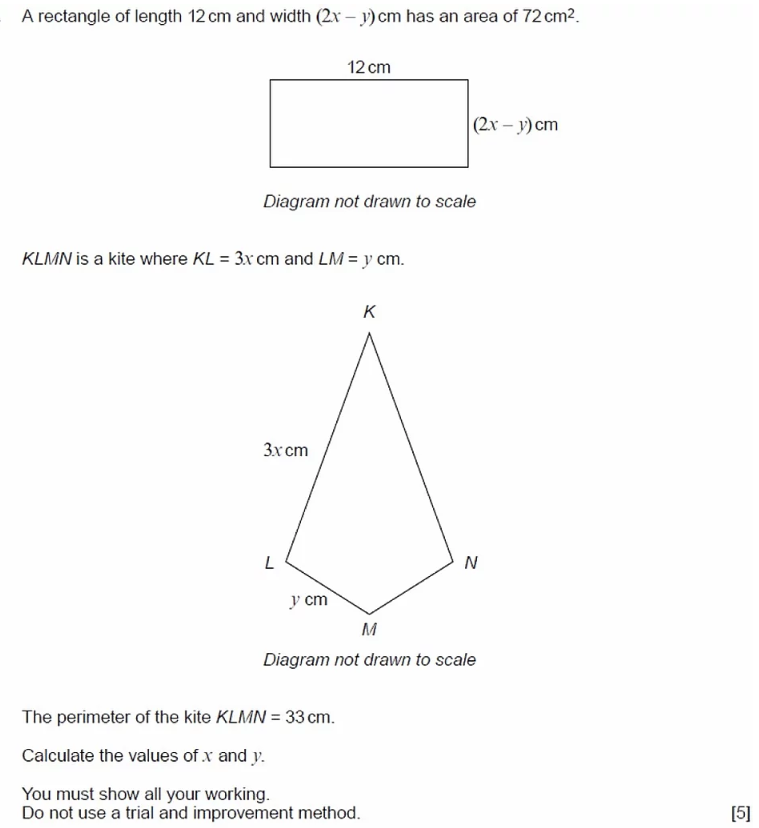 A rectangle of length 12 cm and width (2x – y) cm has an area of 72 cm².
12 cm
(2x – y) cm
Diagram not drawn to scale
KLMN is a kite where KL = 3x cm and LM = y cm.
K
3x cm
L
N
y cm
M
Diagram not drawn to scale
The perimeter of the kite KLMN = 33 cm.
Calculate the values of x and y.
You must show all your working.
Do not use a trial and improvement method. [5]